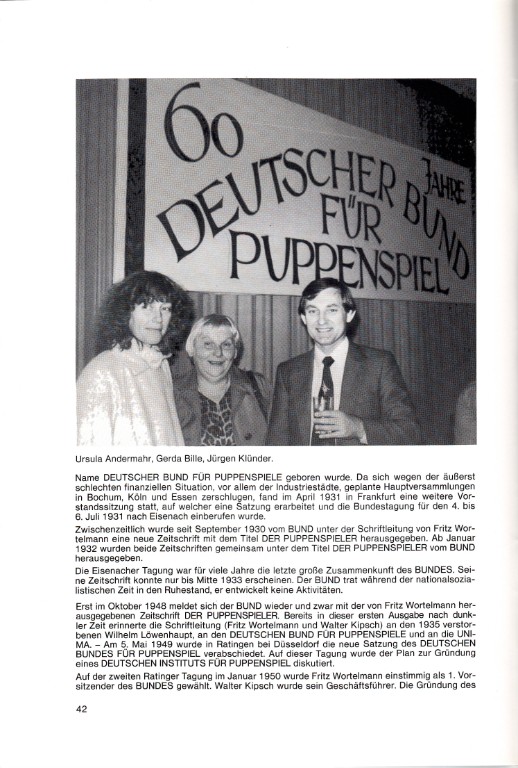 60 JAHRE
DEUTSCHER BUND
FÜR
PUPPENSPIEL
Ursula Andermahr, Gerda Bille, Jürgen Klünder.
Name DEUTSCHER BUND FÜR PUPPENSPIELE geboren wurde. Da sich wegen der äußerst
schlechten finanziellen Situation, vor allem der Industriestädte, geplante Hauptversammlungen
in Bochum, Köln und Essen zerschlugen, fand im April 1931 in Frankfurt eine weitere Vor-
standssitzung statt, auf welcher eine Satzung erarbeitet und die Bundestagung für den 4. bis
6. Juli 1931 nach Eisenach einberufen wurde.
Zwischenzeitlich wurde seit September 1930 vom BUND unter der Schriftleitung von Fritz Wor-
telmann eine neue Zeitschrift mit dem Titel DER PUPPENSPIELER herausgegeben. Ab Januar
1932 wurden beide Zeitschriften gemeinsam unter dem Titel DER PUPPENSPIELER vom BUND
herausgegeben.
Die Eisenacher Tagung war für viele Jahre die letzte große Zusammenkunft des BUNDES. Sei-
ne Zeitschrift konnte nur bis Mitte 1933 erscheinen. Der BUND trat während der nationalsozia-
listischen Zeit in den Ruhestand, er entwickelt keine Aktivitäten.
Erst im Oktober 1948 meldet sich der BUND wieder und zwar mit der von Fritz Wortelmann her-
ausgegebenen Zeitschrift DER PUPPENSPIELER. Bereits in dieser ersten Ausgabe nach dunk-
ler Zeit erinnerte die Schriftleitung (Fritz Wortelmann und Walter Kipsch) an den 1935 verstor-
benen Wilhelm Löwenhaupt, an den DEUTSCHEN BUND FÜR PUPPENSPIELE und an die UNI-
MA. – Am 5. Mai 1949 wurde in Ratingen bei Düsseldorf die neue Satzung des DEUTSCHEN
BUNDES FÜR PUPPENSPIEL verabschiedet. Auf dieser Tagung wurde der Plan zur Gründung
eines DEUTSCHEN INSTITUTS FÜR PUPPENSPIEL diskutiert.
Auf der zweiten Ratinger Tagung im Januar 1950 wurde Fritz Wortelmann einstimmig als 1. Vor-
sitzender des BUNDES gewählt. Walter Kipsch wurde sein Geschäftsführer. Die Gründung des
42